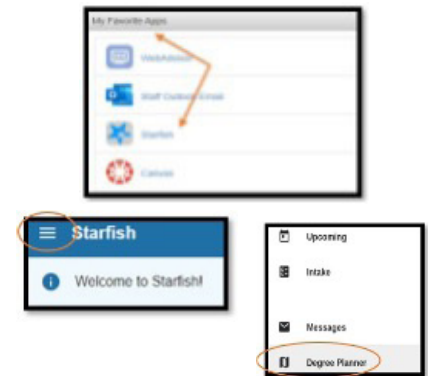 My Favorite Apps
WebAdvisor
Staff Outlook Email
Starfish
Canvas
Starfish
Welcome to Starfish!
Upcoming
Intake
Messages
Degree Planner